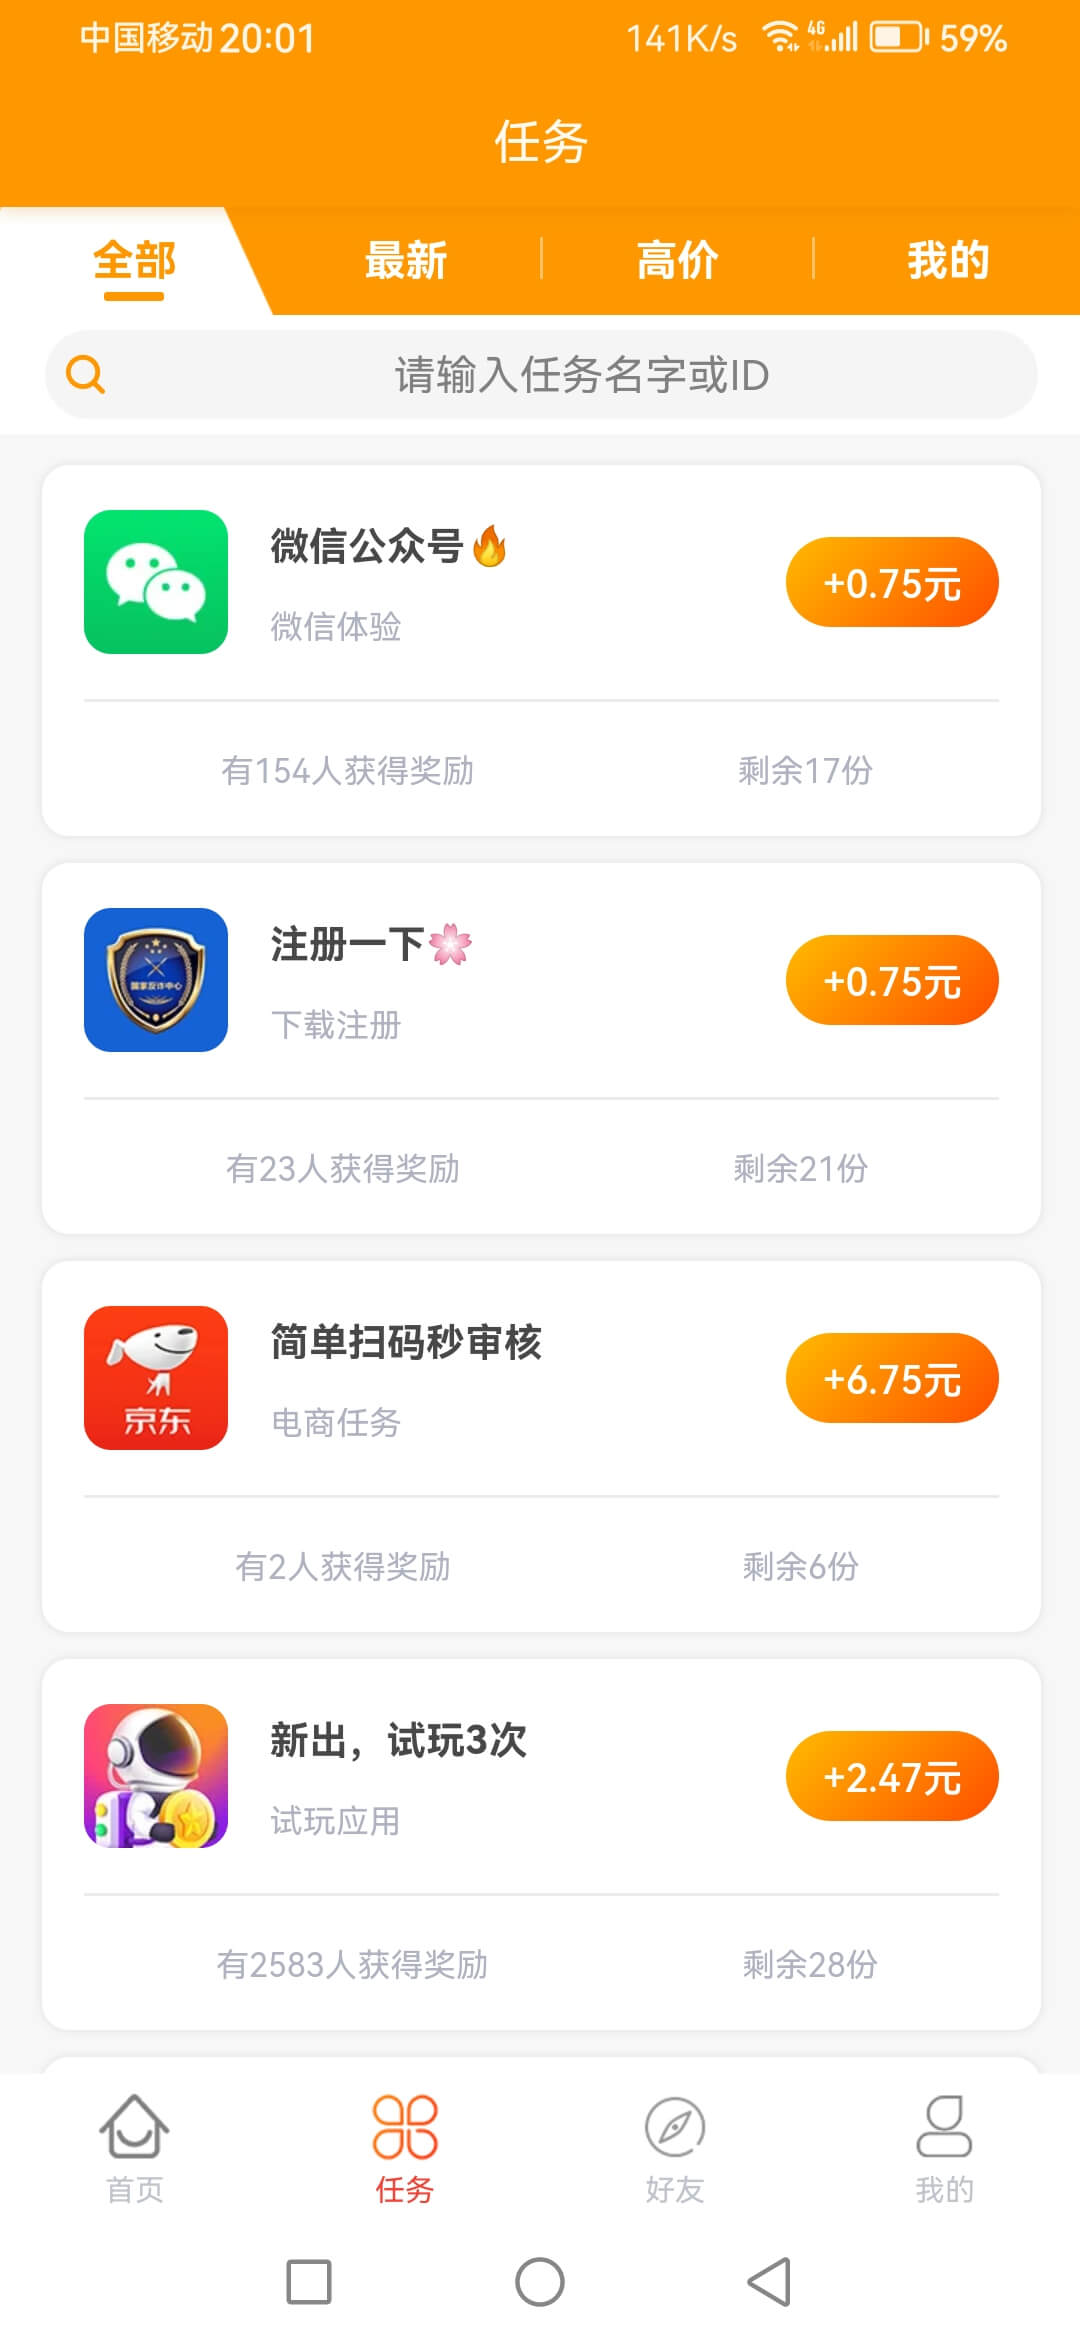 中国移动 20:01 141K/s 4G 59%
任务
全部 最新 高价 我的
请输入任务名字或ID
微信公众号🔥
+0.75元
微信体验
有154人获得奖励 剩余17份
国家反诈中心
注册一下🌸
+0.75元
下载注册
有23人获得奖励 剩余21份
京东
简单扫码秒审核
+6.75元
电商任务
有2人获得奖励 剩余6份
新出，试玩3次
+2.47元
试玩应用
有2583人获得奖励 剩余28份
首页 任务 好友 我的